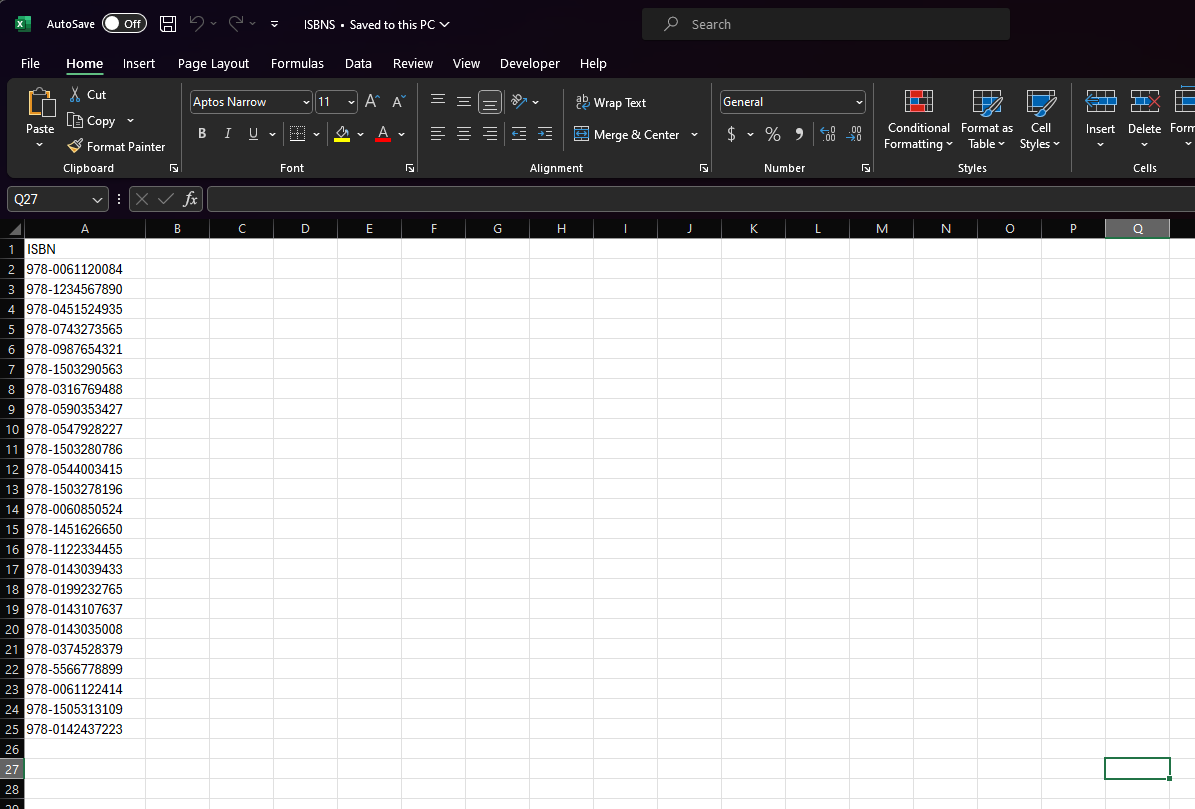 AutoSave Off ISBNS • Saved to this PC Search
File Home Insert Page Layout Formulas Data Review View Developer Help
Paste
Cut
Copy
Format Painter
Clipboard
Aptos Narrow 11 A A
B I U A
Font
ab Wrap Text
Merge & Center
Alignment
General
$ % 9 .00 .00
Number
Conditional Formatting
Format as Table
Cell Styles
Styles
Insert Delete
Cells
Q27 fx
A B C D E F G H I J K L M N O P Q
1 ISBN
2 978-0061120084
3 978-1234567890
4 978-0451524935
5 978-0743273565
6 978-0987654321
7 978-1503290563
8 978-0316769488
9 978-0590353427
10 978-0547928227
11 978-1503280786
12 978-0544003415
13 978-1503278196
14 978-0060850524
15 978-1451626650
16 978-1122334455
17 978-0143039433
18 978-0199232765
19 978-0143107637
20 978-0143035008
21 978-0374528379
22 978-5566778899
23 978-0061122414
24 978-1505313109
25 978-0142437223
26
27
28